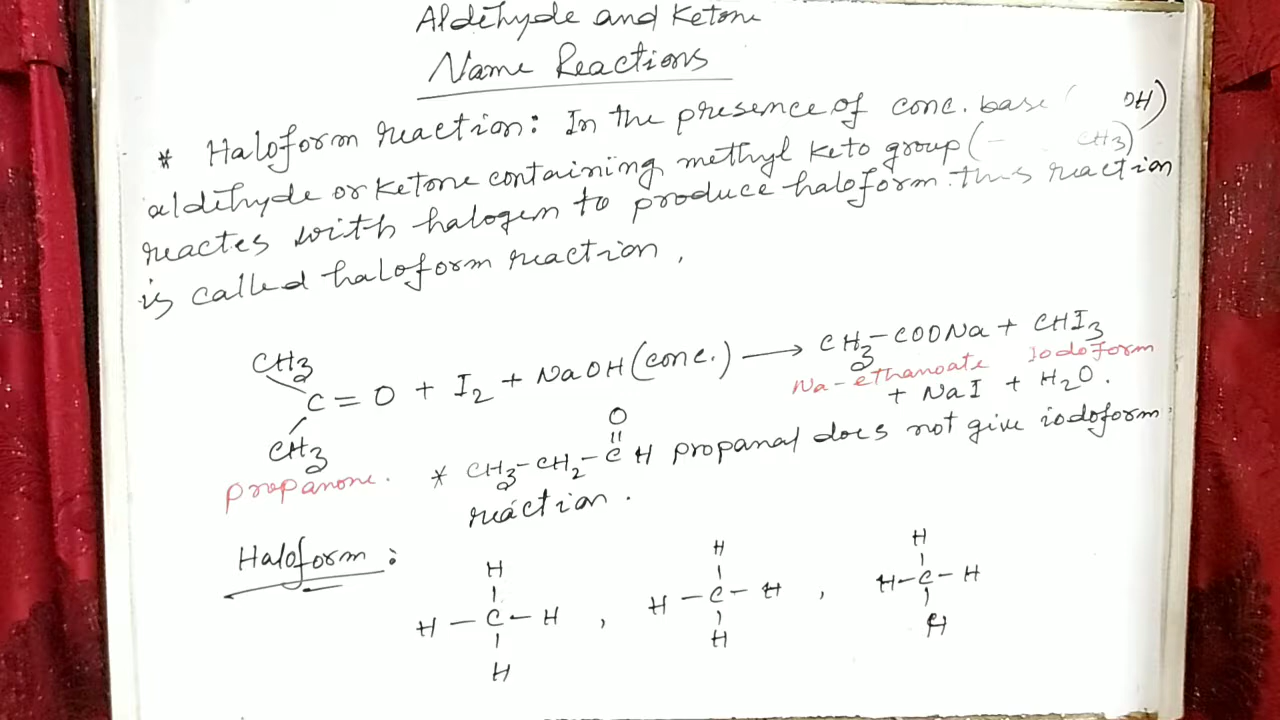 Aldehyde and Ketone
Name Reactions
* Haloform reaction: In the presence of conc. base ( OH)
aldehyde or Ketone containing methyl Keto group (- CH3)
reactes with halogen to produce haloform. this reaction
is called haloform reaction,
CH3
C = O + I2 + NaOH (conc.) ⟶ CH3-COONa + CHI3
CH3
Na-ethanoate Iodoform
+ NaI + H2O.
propanone.
O
||
* CH3-CH2-C H propanal does not give iodoform
reaction.
Haloform:
H H H
H - C - H , H - C - H , H - C - H
H H H